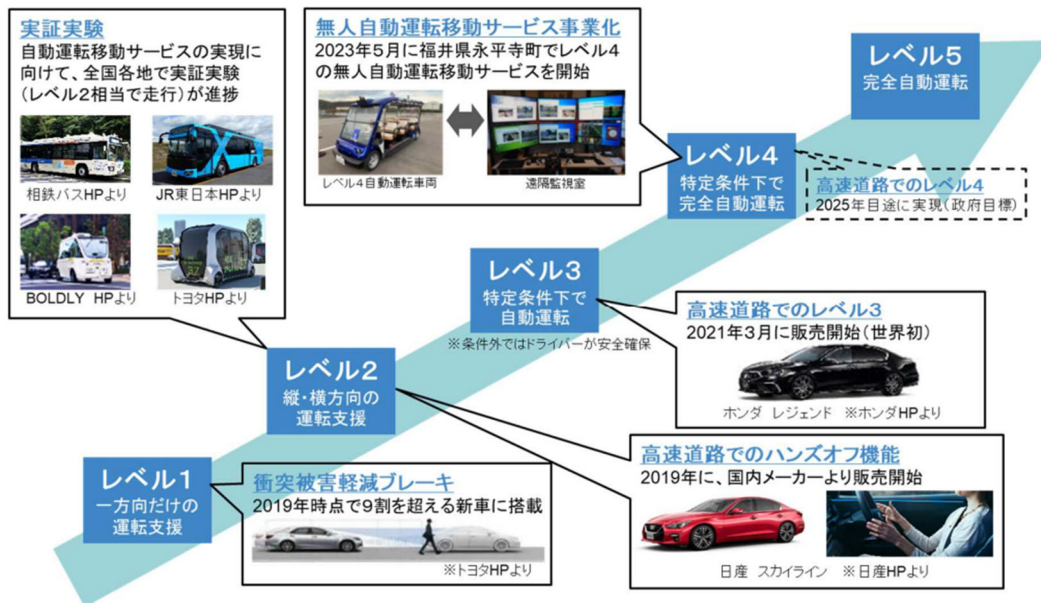 実証実験
自動運転移動サービスの実現に
向けて、全国各地で実証実験
(レベル2相当で走行)が進捗
相鉄バスHPより
JR東日本HPより
BOLDLY HPより
トヨタHPより
無人自動運転移動サービス事業化
2023年5月に福井県永平寺町でレベル4
の無人自動運転移動サービスを開始
レベル4自動運転車両
遠隔監視室
レベル5
完全自動運転
レベル4
特定条件下で
完全自動運転
高速道路でのレベル4
2025年目途に実現(政府目標)
レベル3
特定条件下で
自動運転
※条件外ではドライバーが安全確保
高速道路でのレベル3
2021年3月に販売開始(世界初)
ホンダ レジェンド ※ホンダHPより
レベル2
縦・横方向の
運転支援
高速道路でのハンズオフ機能
2019年に、国内メーカーより販売開始
日産 スカイライン ※日産HPより
レベル1
一方向だけの
運転支援
衝突被害軽減ブレーキ
2019年時点で9割を超える新車に搭載
※トヨタHPより